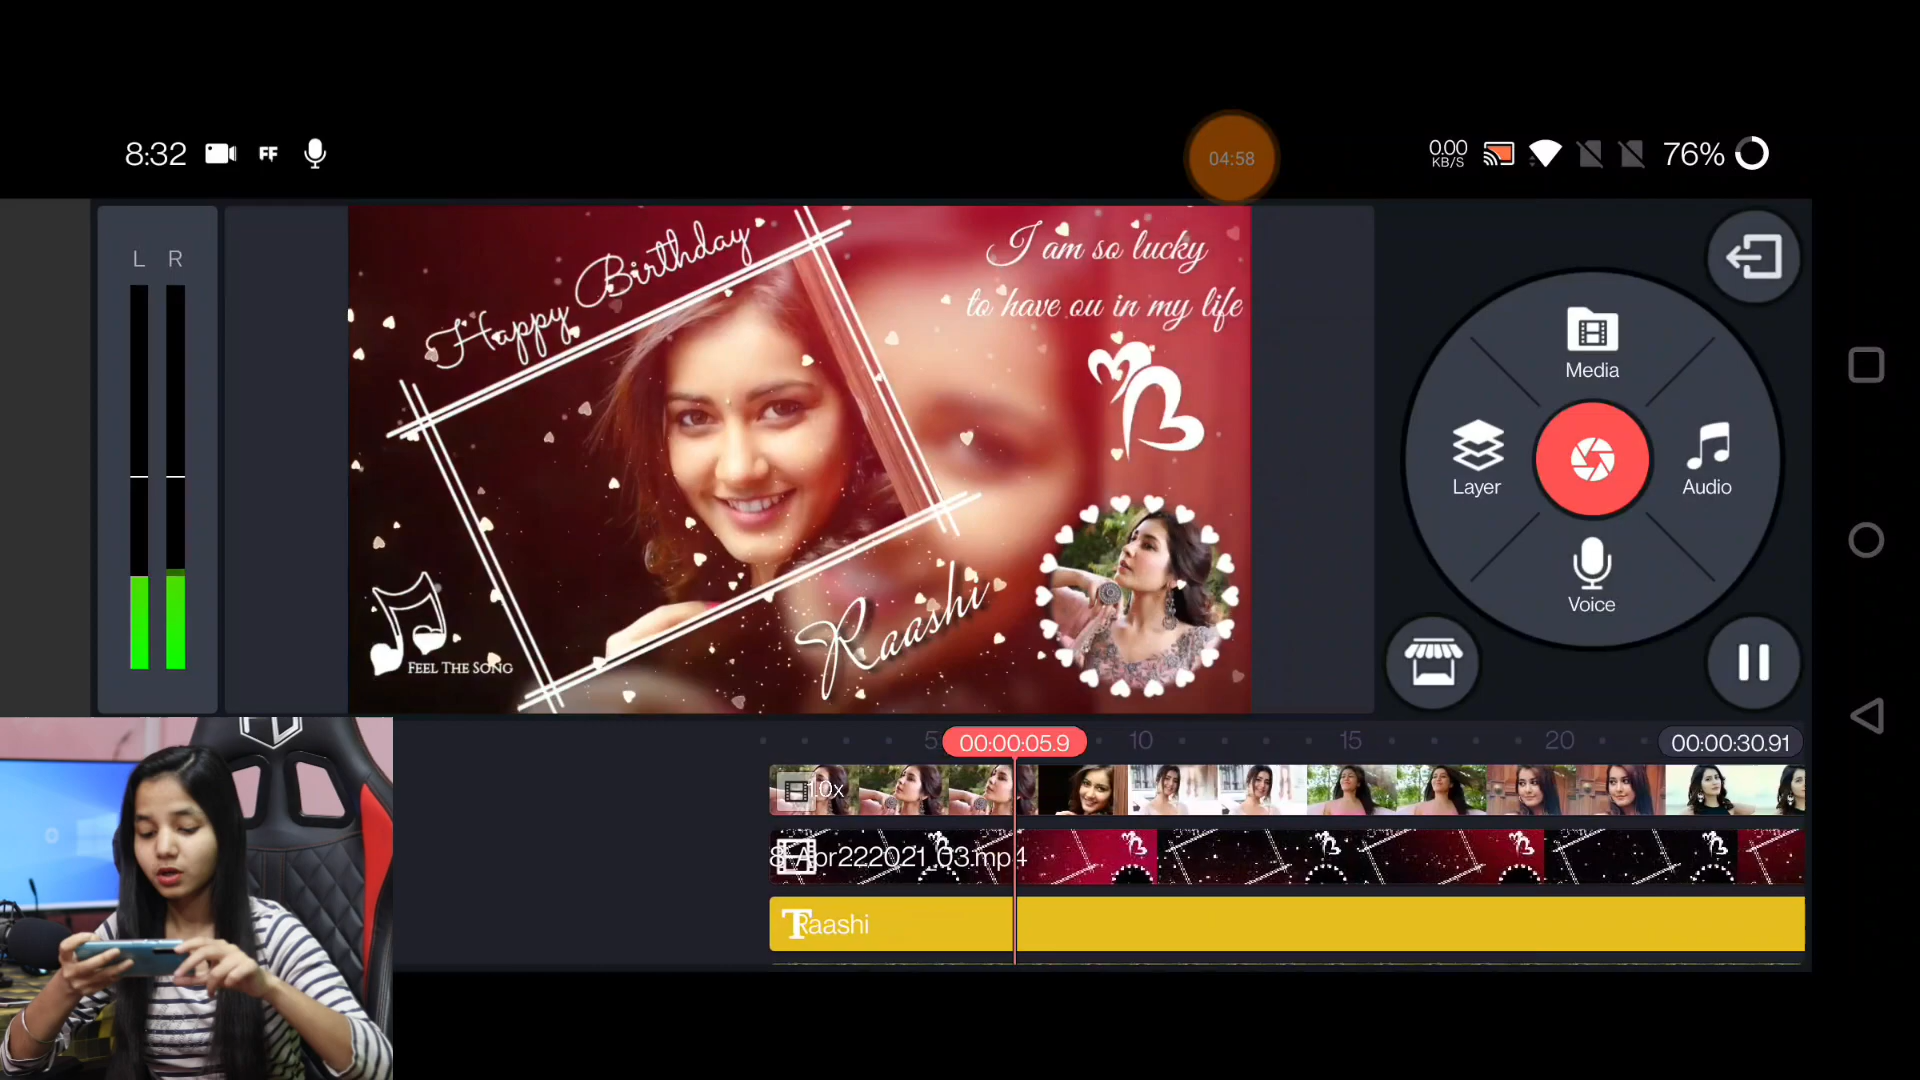 8:32
FF
04:58
0.00
KB/S
76%
L R
Happy Birthday
I am so lucky
to have ou in my life
Raashi
FEEL THE SONG
Media
Layer
Audio
Voice
5
00:00:05.9
10
15
20
00:00:30.91
1.0x
8-Apr222021_03.mp4
Raashi